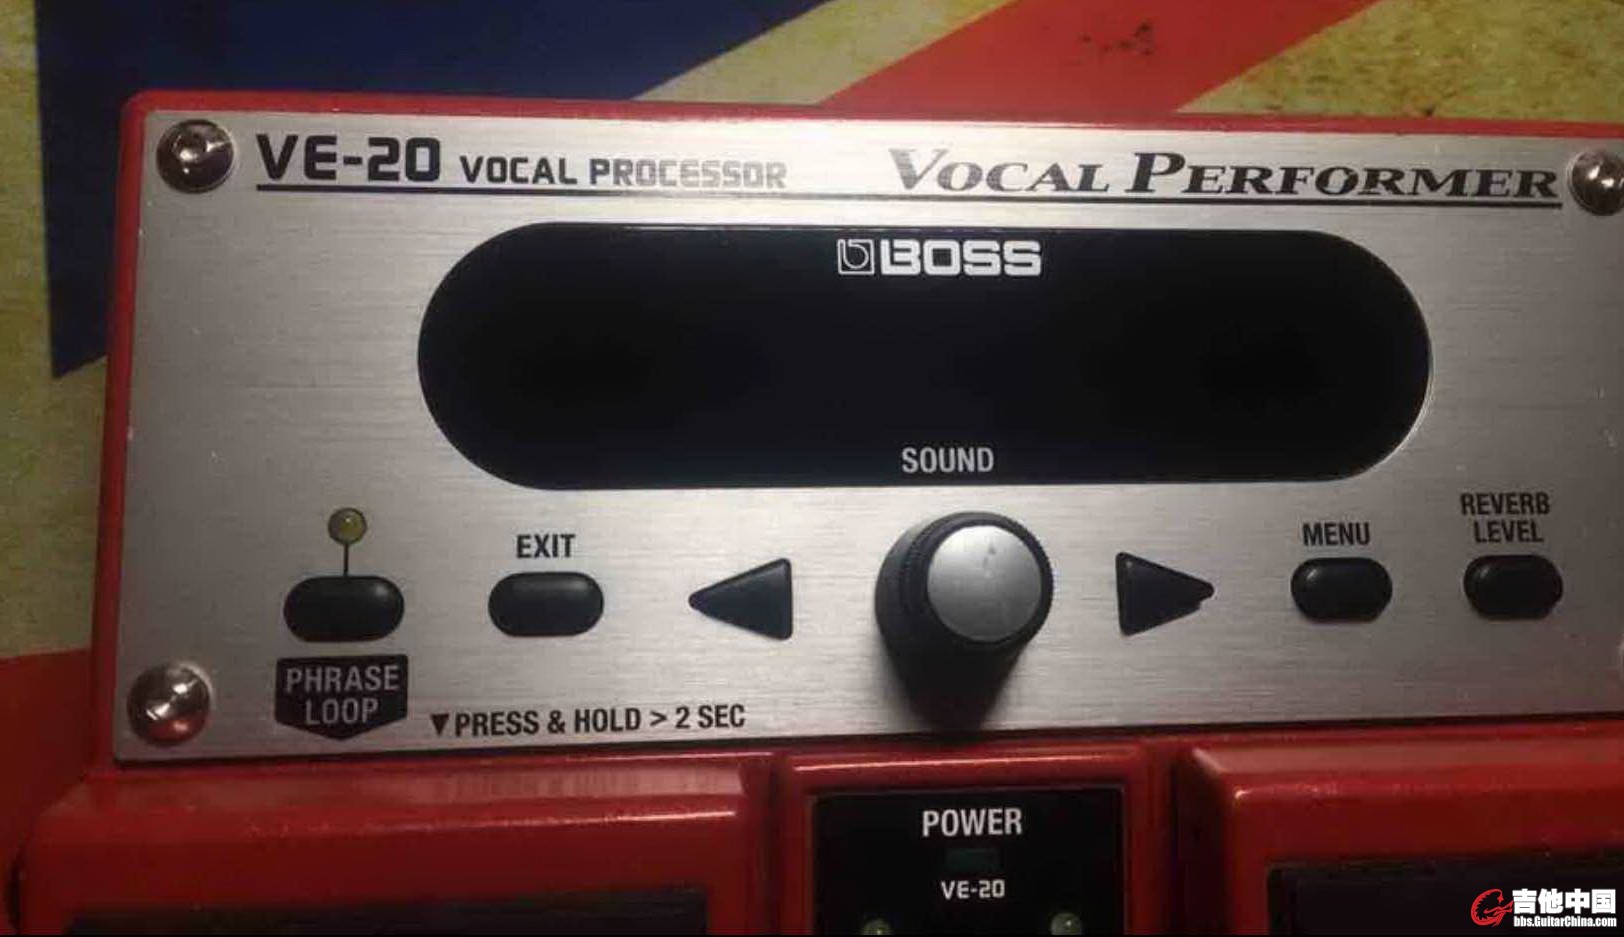 VE-20 VOCAL PROCESSOR VOCAL PERFORMER
BOSS
SOUND
REVERB
LEVEL
EXIT
MENU
PHRASE
LOOP
▼PRESS & HOLD > 2 SEC
POWER
VE-20
吉他中国
bbs.GuitarChina.com